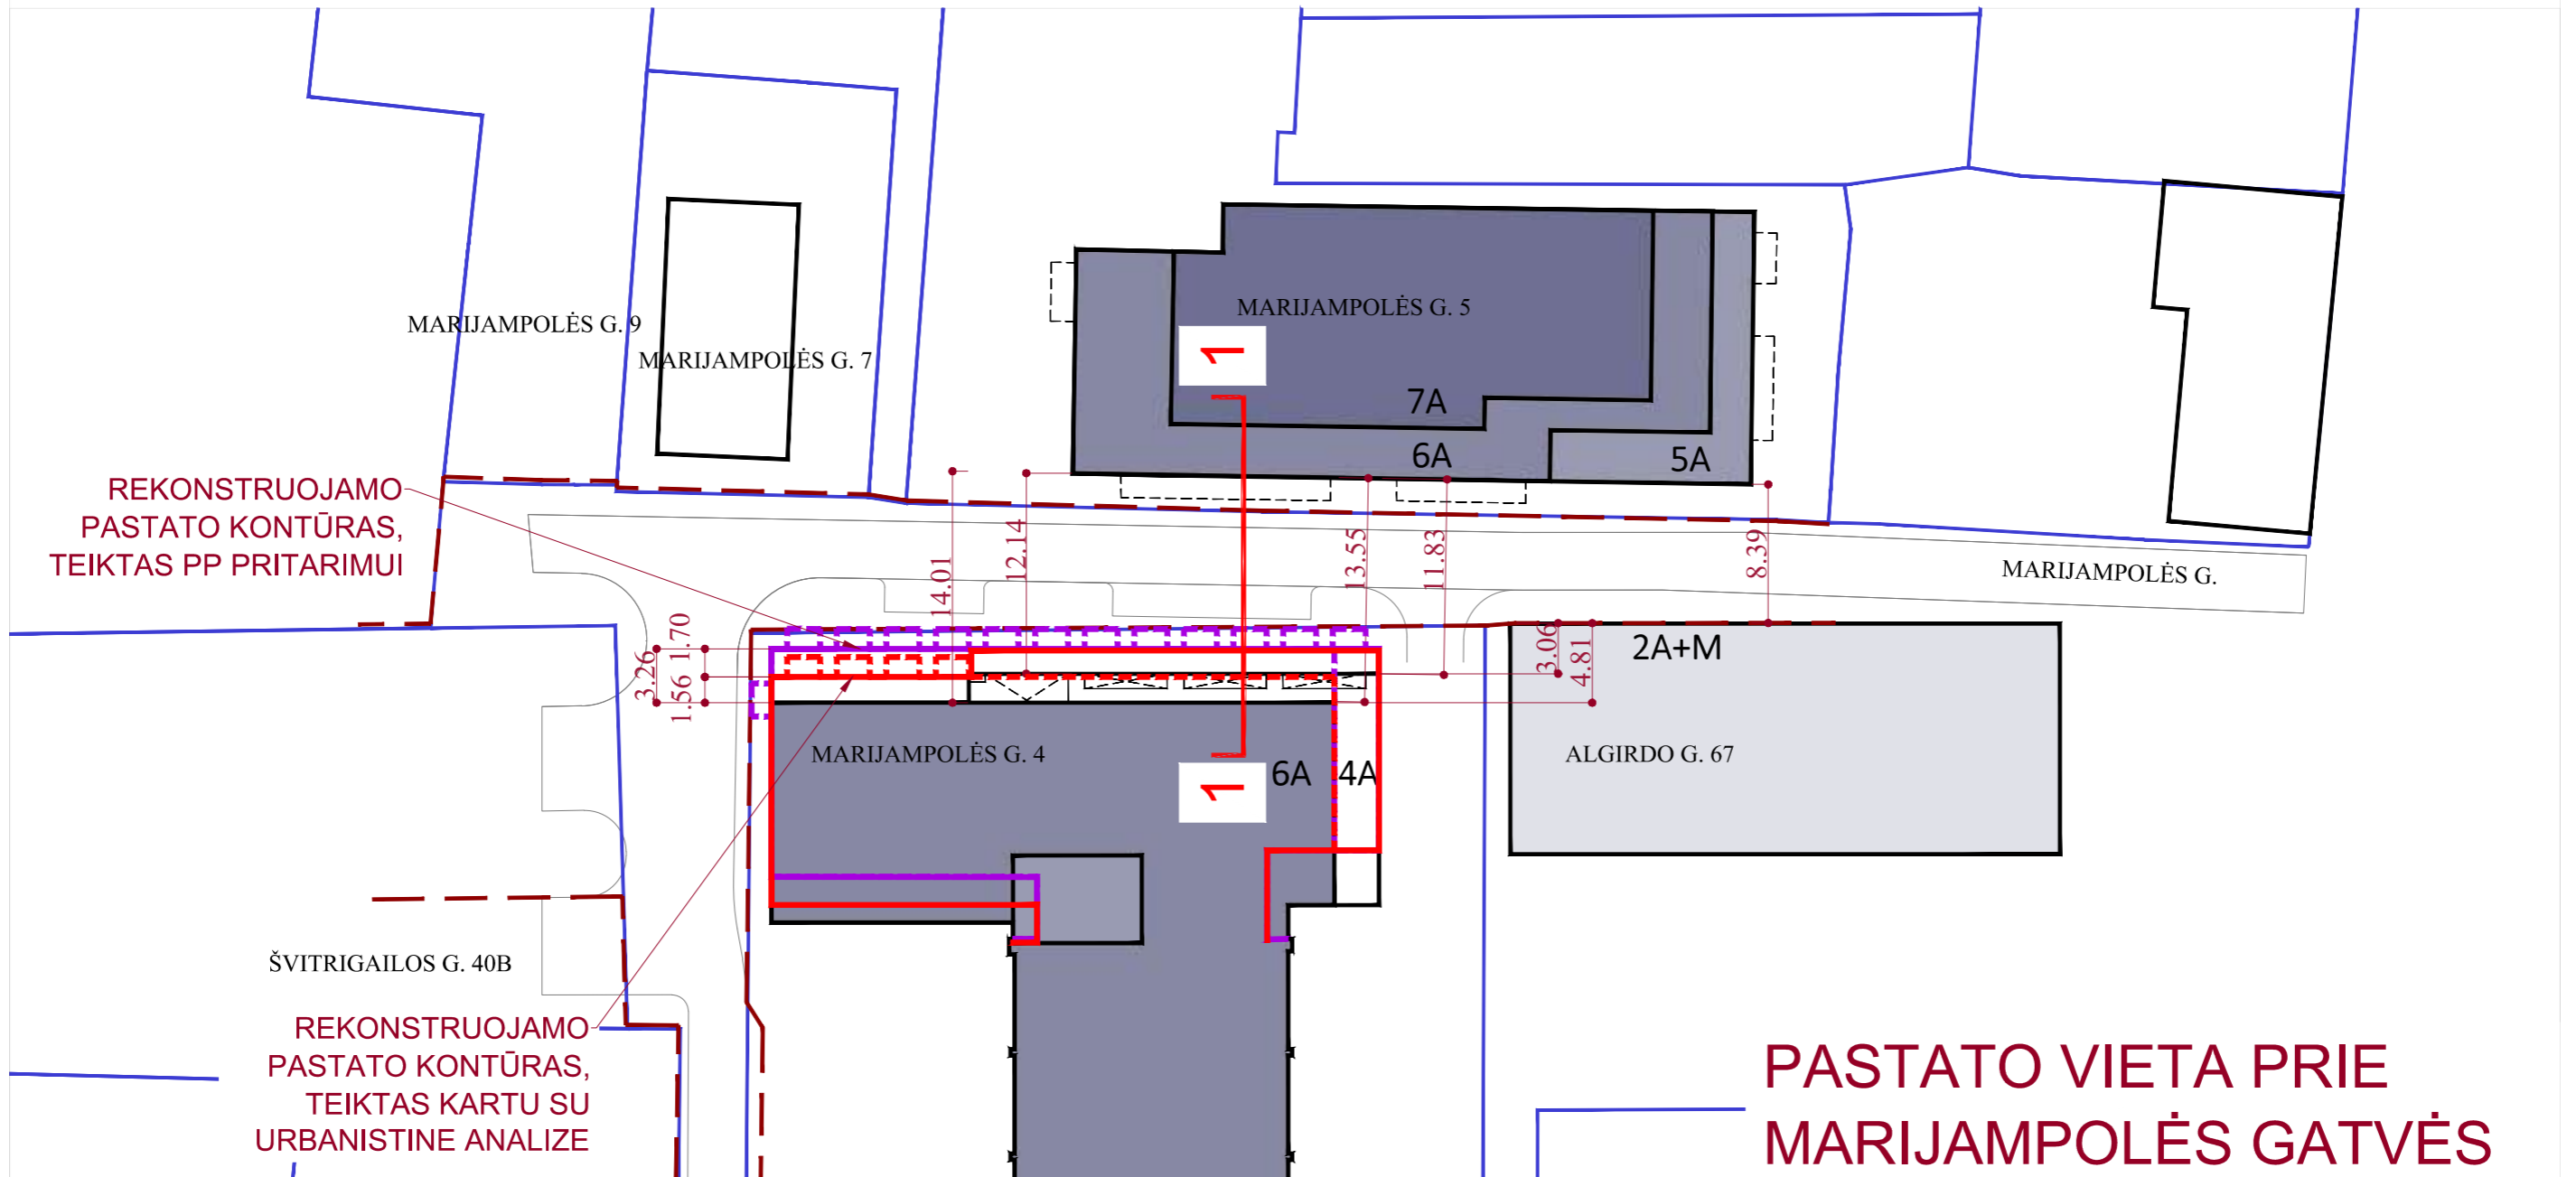 MARIJAMPOLĖS G. 9
MARIJAMPOLĖS G. 7
MARIJAMPOLĖS G. 5
1
7A
6A
5A
REKONSTRUOJAMO
PASTATO KONTŪRAS,
TEIKTAS PP PRITARIMUI
14.01
12.14
13.55
11.83
8.39
MARIJAMPOLĖS G.
3.26
1.70
1.56
3.06
4.81
2A+M
MARIJAMPOLĖS G. 4
1
6A
4A
ALGIRDO G. 67
ŠVITRIGAILOS G. 40B
REKONSTRUOJAMO
PASTATO KONTŪRAS,
TEIKTAS KARTU SU
URBANISTINE ANALIZE
PASTATO VIETA PRIE
MARIJAMPOLĖS GATVĖS